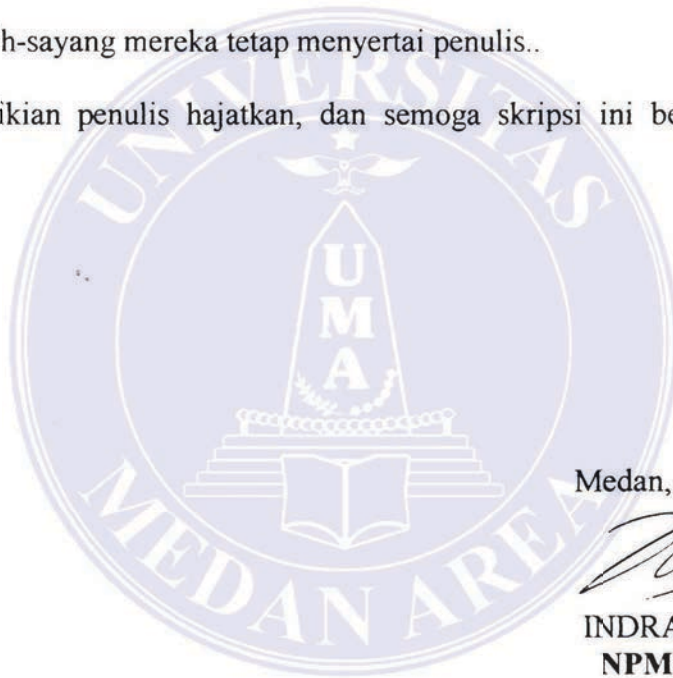 h-sayang mereka tetap menyertai penulis..
ikian penulis hajatkan, dan semoga skripsi ini be
UNIVERSITAS
UMA
MEDAN AREA
Medan,
INDRA
NPM